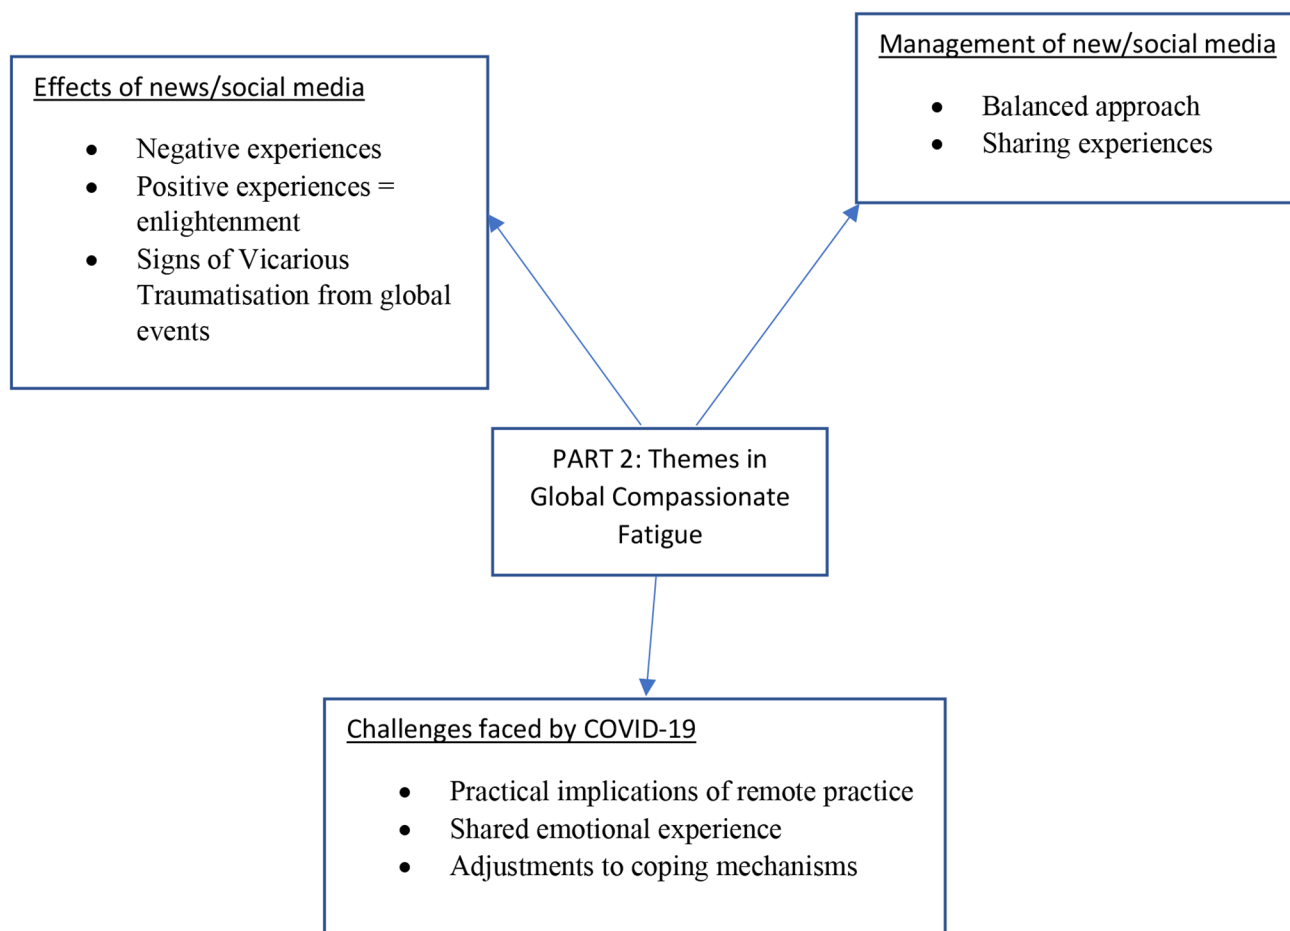 Effects of news/social media
• Negative experiences
• Positive experiences =
enlightenment
• Signs of Vicarious
Traumatisation from global
events
Management of new/social media
• Balanced approach
• Sharing experiences
PART 2: Themes in
Global Compassionate
Fatigue
Challenges faced by COVID-19
• Practical implications of remote practice
• Shared emotional experience
• Adjustments to coping mechanisms